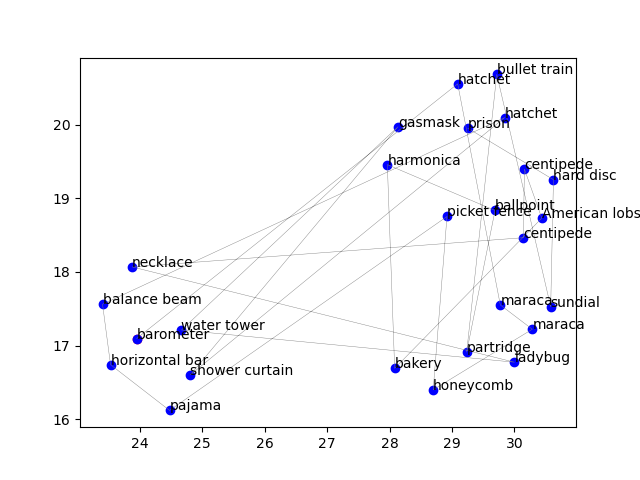 bullet train
hatchet
hatchet
gasmask
prison
harmonica
centipede
hard disc
ballpoint
picket fence
American lobs
centipede
necklace
balance beam
maraca
sundial
water tower
maraca
barometer
partridge
ladybug
horizontal bar
bakery
shower curtain
honeycomb
pajama
20
19
18
17
16
24 25 26 27 28 29 30